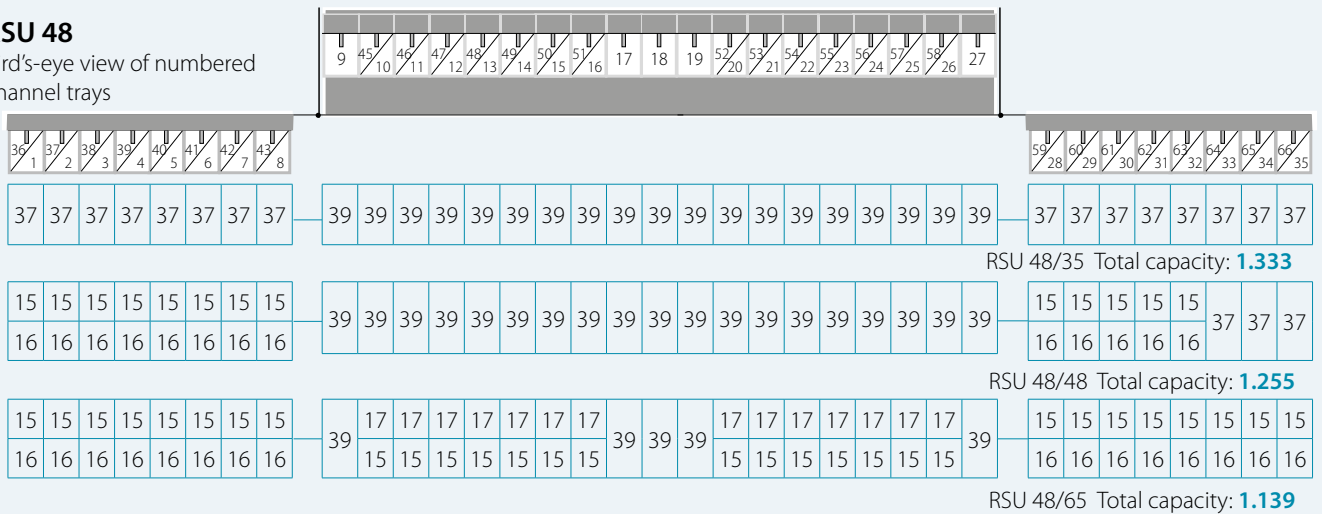 SU 48
rd's-eye view of numbered
hannel trays
9 45/10 46/11 47/12 48/13 49/14 50/15 51/16 17 18 19 52/20 53/21 54/22 55/23 56/24 57/25 58/26 27
36/1 37/2 38/3 39/4 40/5 41/6 42/7 43/8 59/28 60/29 61/30 62/31 63/32 64/33 65/34 66/35
37 37 37 37 37 37 37 37 39 39 39 39 39 39 39 39 39 39 39 39 39 39 39 39 39 39 39 37 37 37 37 37 37 37 37
RSU 48/35 Total capacity: 1.333
15 15 15 15 15 15 15 15 15 15 15 15 15
39 39 39 39 39 39 39 39 39 39 39 39 39 39 39 39 39 39 39 37 37 37
16 16 16 16 16 16 16 16 16 16 16 16 16
RSU 48/48 Total capacity: 1.255
15 15 15 15 15 15 15 15 17 17 17 17 17 17 17 17 17 17 17 17 17 17 15 15 15 15 15 15 15 15
39 39 39 39 39
16 16 16 16 16 16 16 16 15 15 15 15 15 15 15 15 15 15 15 15 15 15 16 16 16 16 16 16 16 16
RSU 48/65 Total capacity: 1.139